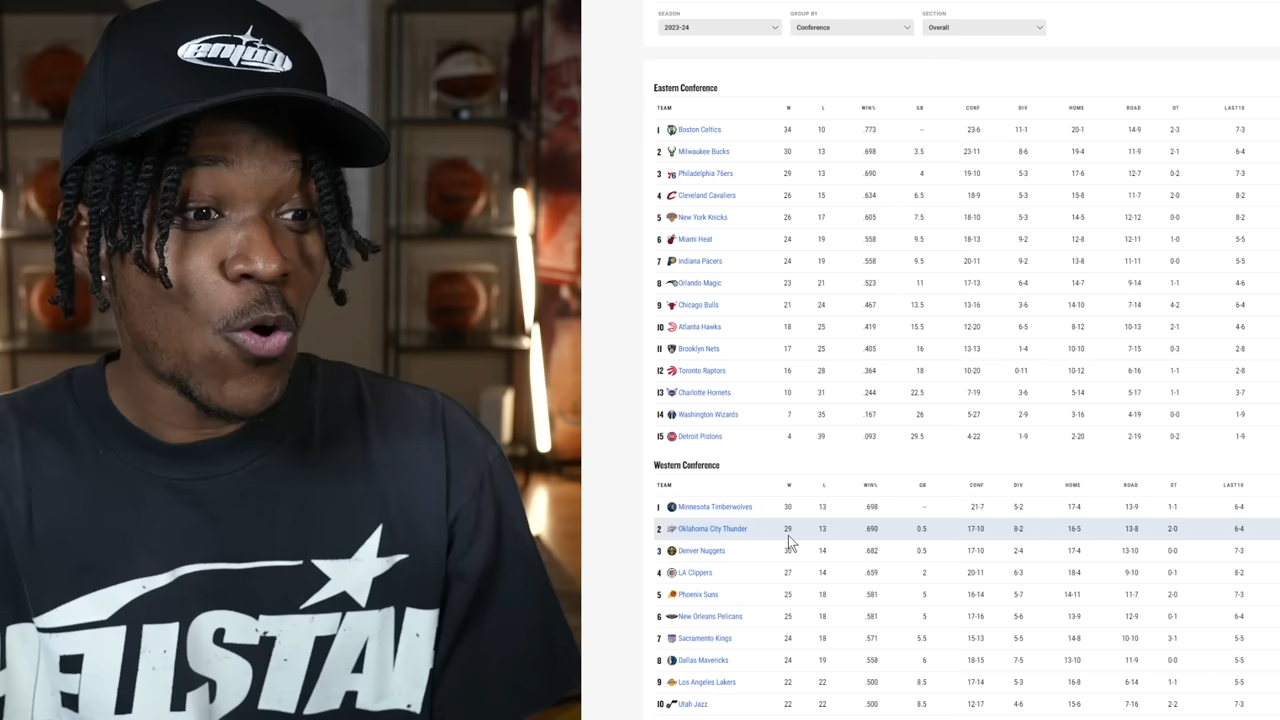 enjoy
HELLSTAR
SEASON GROUP BY SECTION
2023-24 Conference Overall
Eastern Conference
TEAM W L WIN% GB CONF DIV HOME ROAD OT LAST10
1 Boston Celtics 34 10 .773 -- 23-6 11-1 20-1 14-9 2-3 7-3
2 Milwaukee Bucks 30 13 .698 3.5 23-11 8-6 19-4 11-9 2-1 6-4
3 Philadelphia 76ers 29 13 .690 4 19-10 5-3 17-6 12-7 0-2 7-3
4 Cleveland Cavaliers 26 15 .634 6.5 18-9 5-3 15-8 11-7 2-0 8-2
5 New York Knicks 26 17 .605 7.5 18-10 5-3 14-5 12-12 0-0 8-2
6 Miami Heat 24 19 .558 9.5 18-13 9-2 12-8 12-11 1-0 5-5
7 Indiana Pacers 24 19 .558 9.5 20-11 9-2 13-8 11-11 0-0 5-5
8 Orlando Magic 23 21 .523 11 17-13 6-4 14-7 9-14 1-1 4-6
9 Chicago Bulls 21 24 .467 13.5 13-16 3-6 14-10 7-14 4-2 6-4
10 Atlanta Hawks 18 25 .419 15.5 12-20 6-5 8-12 10-13 2-1 4-6
11 Brooklyn Nets 17 25 .405 16 13-13 1-4 10-10 7-15 0-3 2-8
12 Toronto Raptors 16 28 .364 18 10-20 0-11 10-12 6-16 1-1 2-8
13 Charlotte Hornets 10 31 .244 22.5 7-19 3-6 5-14 5-17 1-1 3-7
14 Washington Wizards 7 35 .167 26 5-27 2-9 3-16 4-19 0-0 1-9
15 Detroit Pistons 4 39 .093 29.5 4-22 1-9 2-20 2-19 0-2 1-9
Western Conference
TEAM W L WIN% GB CONF DIV HOME ROAD OT LAST10
1 Minnesota Timberwolves 30 13 .698 -- 21-7 5-2 17-4 13-9 1-1 6-4
2 Oklahoma City Thunder 29 13 .690 0.5 17-10 8-2 16-5 13-8 2-0 6-4
3 Denver Nuggets 30 14 .682 0.5 17-10 2-4 17-4 13-10 0-0 7-3
4 LA Clippers 27 14 .659 2 20-11 6-3 18-4 9-10 0-1 8-2
5 Phoenix Suns 25 18 .581 5 16-14 5-7 14-11 11-7 2-0 7-3
6 New Orleans Pelicans 25 18 .581 5 17-16 5-6 13-9 12-9 0-1 6-4
7 Sacramento Kings 24 18 .571 5.5 15-13 5-5 14-8 10-10 3-1 5-5
8 Dallas Mavericks 24 19 .558 6 18-15 7-5 13-10 11-9 0-0 5-5
9 Los Angeles Lakers 22 22 .500 8.5 17-14 5-3 16-8 6-14 1-1 5-5
10 Utah Jazz 22 22 .500 8.5 12-17 4-6 15-6 7-16 2-2 7-3